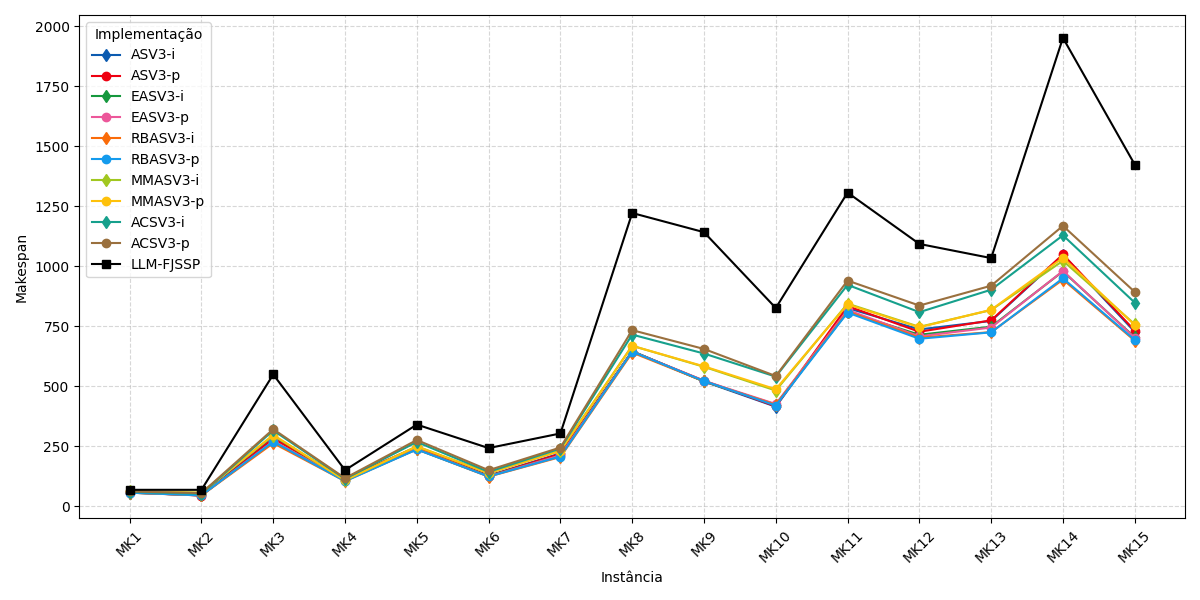 Implementação
ASV3-i
ASV3-p
EASV3-i
EASV3-p
RBASV3-i
RBASV3-p
MMASV3-i
MMASV3-p
ACSV3-i
ACSV3-p
LLM-FJSSP
Makespan
2000
1750
1500
1250
1000
750
500
250
0
MK1 MK2 MK3 MK4 MK5 MK6 MK7 MK8 MK9 MK10 MK11 MK12 MK13 MK14 MK15
Instância